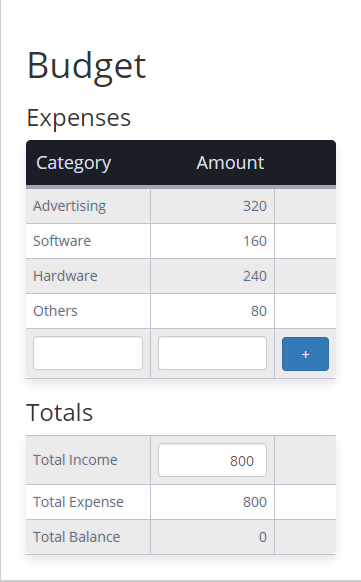 Budget
Expenses
Category Amount
Advertising 320
Software 160
Hardware 240
Others 80
+
Totals
Total Income 800
Total Expense 800
Total Balance 0